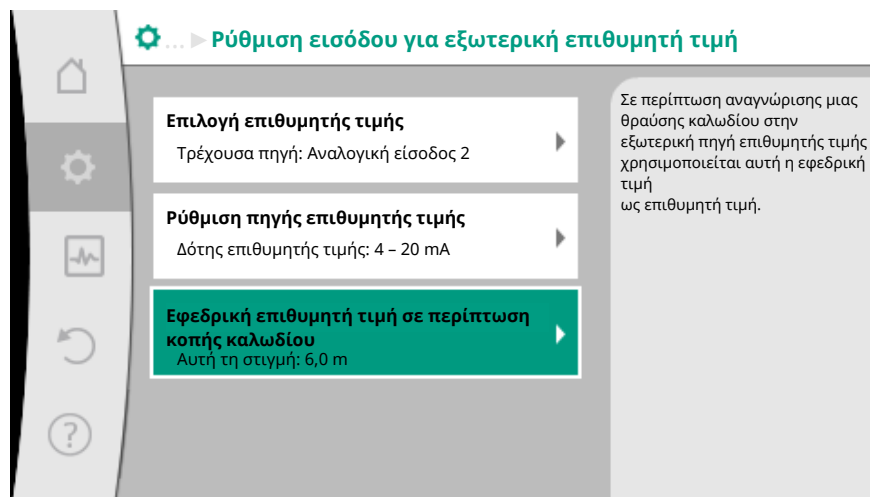 ... Ρύθμιση εισόδου για εξωτερική επιθυμητή τιμή
Επιλογή επιθυμητής τιμής
Τρέχουσα πηγή: Αναλογική είσοδος 2
Ρύθμιση πηγής επιθυμητής τιμής
Δότης επιθυμητής τιμής: 4 – 20 mA
Εφεδρική επιθυμητή τιμή σε περίπτωση
κοπής καλωδίου
Αυτή τη στιγμή: 6,0 m
Σε περίπτωση αναγνώρισης μιας
θραύσης καλωδίου στην
εξωτερική πηγή επιθυμητής τιμής
χρησιμοποιείται αυτή η εφεδρική
τιμή
ως επιθυμητή τιμή.
?